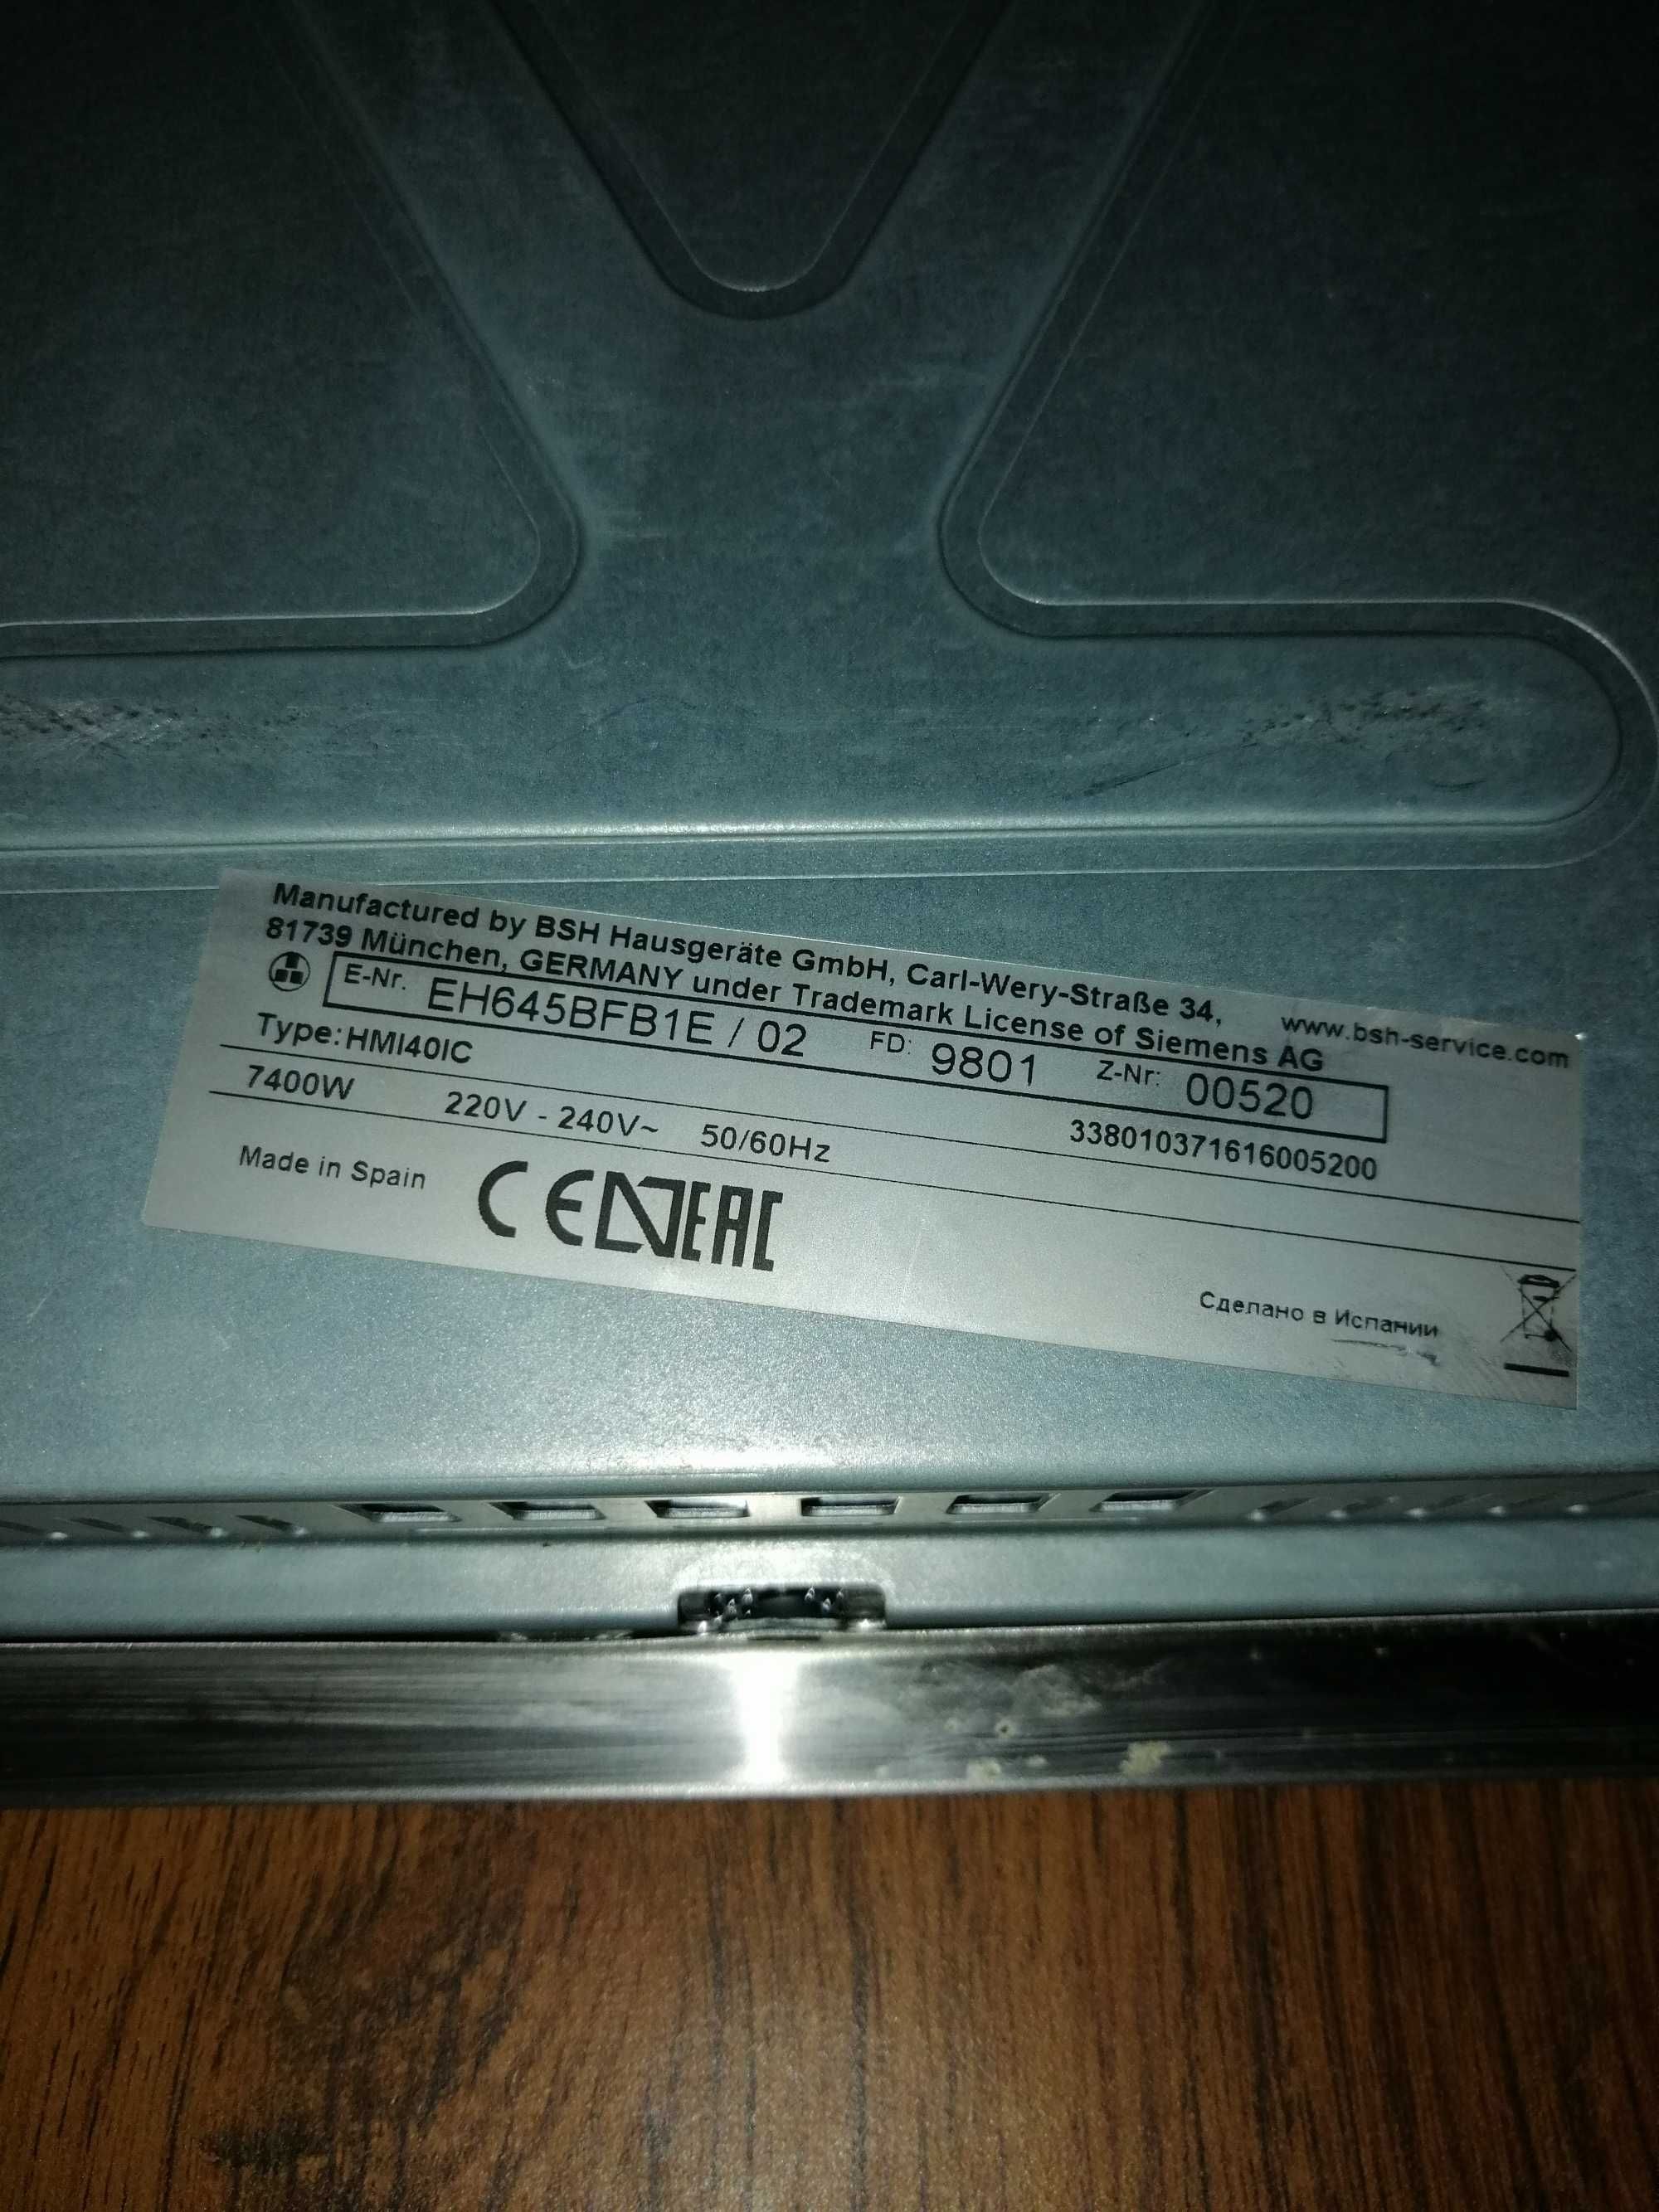 Manufactured by BSH Hausgeräte GmbH, Carl-Wery-Straße 34,
81739 München, GERMANY under Trademark License of Siemens AG
www.bsh-service.com
E-Nr. EH645BFB1E / 02 FD: 9801 Z-Nr: 00520
Type: HMI40IC
338010371616005200
7400W 220V - 240V~ 50/60Hz
Made in Spain
CE EAC
Сделано в Испании